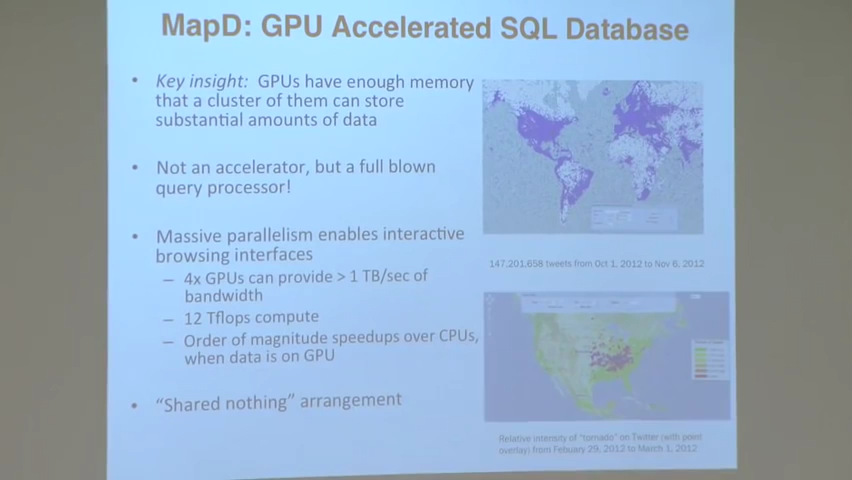 MapD: GPU Accelerated SQL Database
• Key insight: GPUs have enough memory
that a cluster of them can store
substantial amounts of data
• Not an accelerator, but a full blown
query processor!
• Massive parallelism enables interactive
browsing interfaces
– 4x GPUs can provide > 1 TB/sec of
bandwidth
– 12 Tflops compute
– Order of magnitude speedups over CPUs,
when data is on GPU
• “Shared nothing” arrangement
147,201,658 tweets from Oct 1, 2012 to Nov 6, 2012
Relative intensity of “tornado” on Twitter (with point
overlay) from Febuary 29, 2012 to March 1, 2012